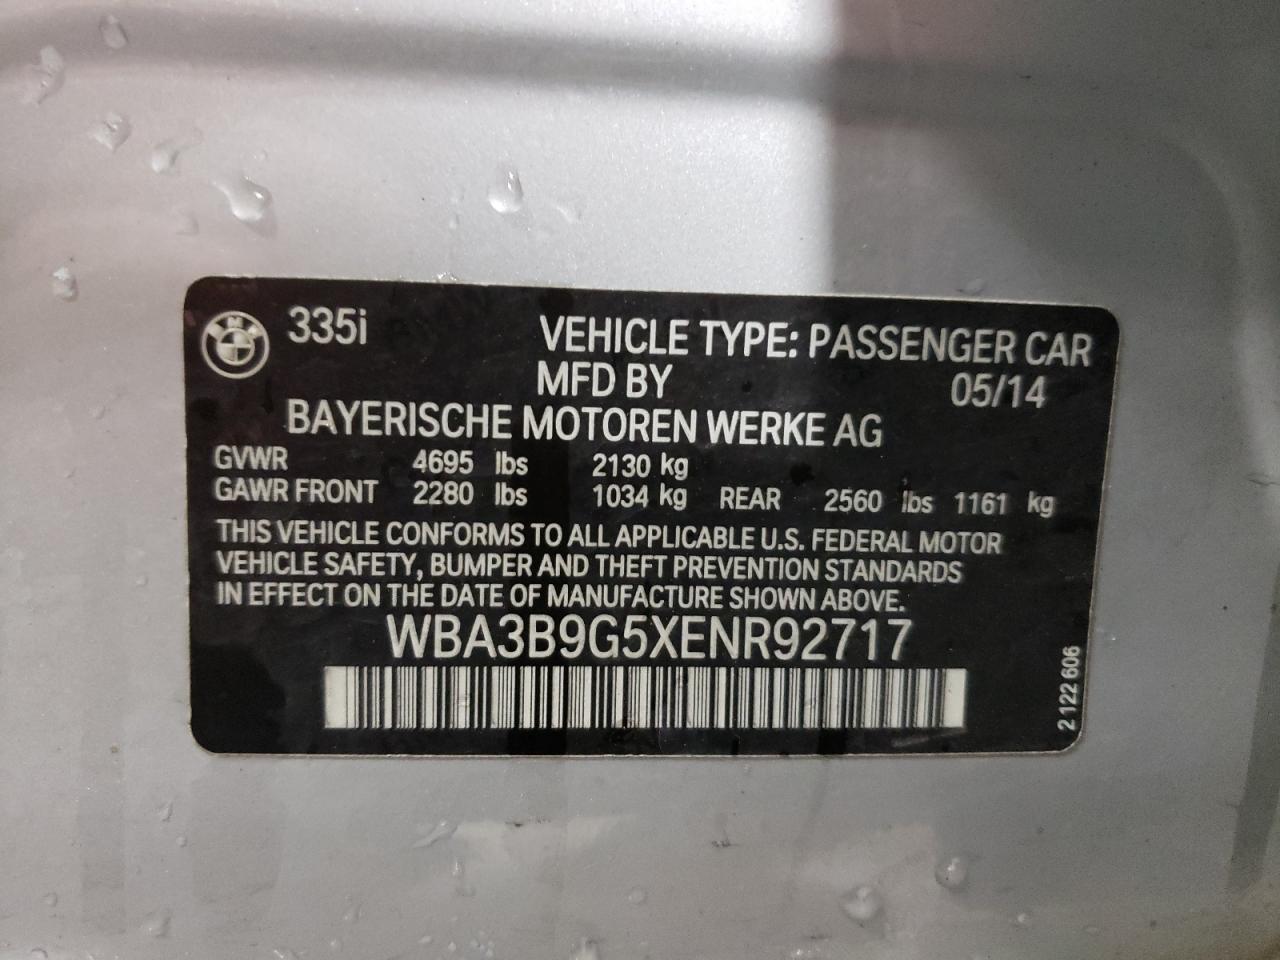 BMW 335i VEHICLE TYPE: PASSENGER CAR
MFD BY 05/14
BAYERISCHE MOTOREN WERKE AG
GVWR 4695 lbs 2130 kg
GAWR FRONT 2280 lbs 1034 kg REAR 2560 lbs 1161 kg
THIS VEHICLE CONFORMS TO ALL APPLICABLE U.S. FEDERAL MOTOR
VEHICLE SAFETY, BUMPER AND THEFT PREVENTION STANDARDS
IN EFFECT ON THE DATE OF MANUFACTURE SHOWN ABOVE.
WBA3B9G5XENR92717
2 122 606